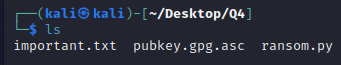 ┌──(kali㉿kali)-[~/Desktop/Q4]
└─$ ls
important.txt  pubkey.gpg.asc  ransom.py